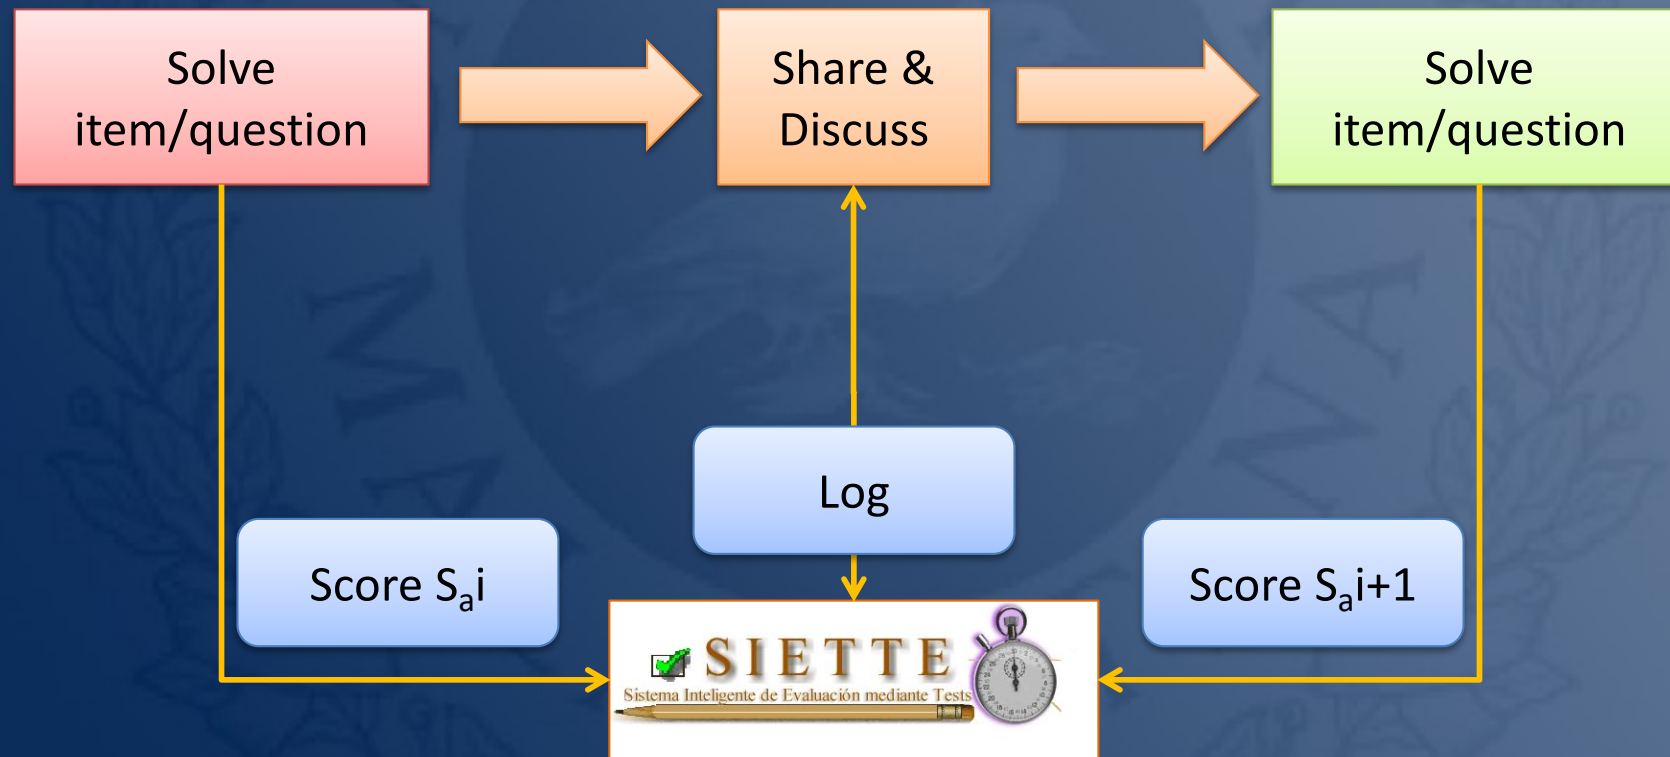 Solve
item/question
Share &
Discuss
Solve
item/question
Log
Score Sₐi
Score Sₐi+1
SIETTE
Sistema Inteligente de Evaluación mediante Tests